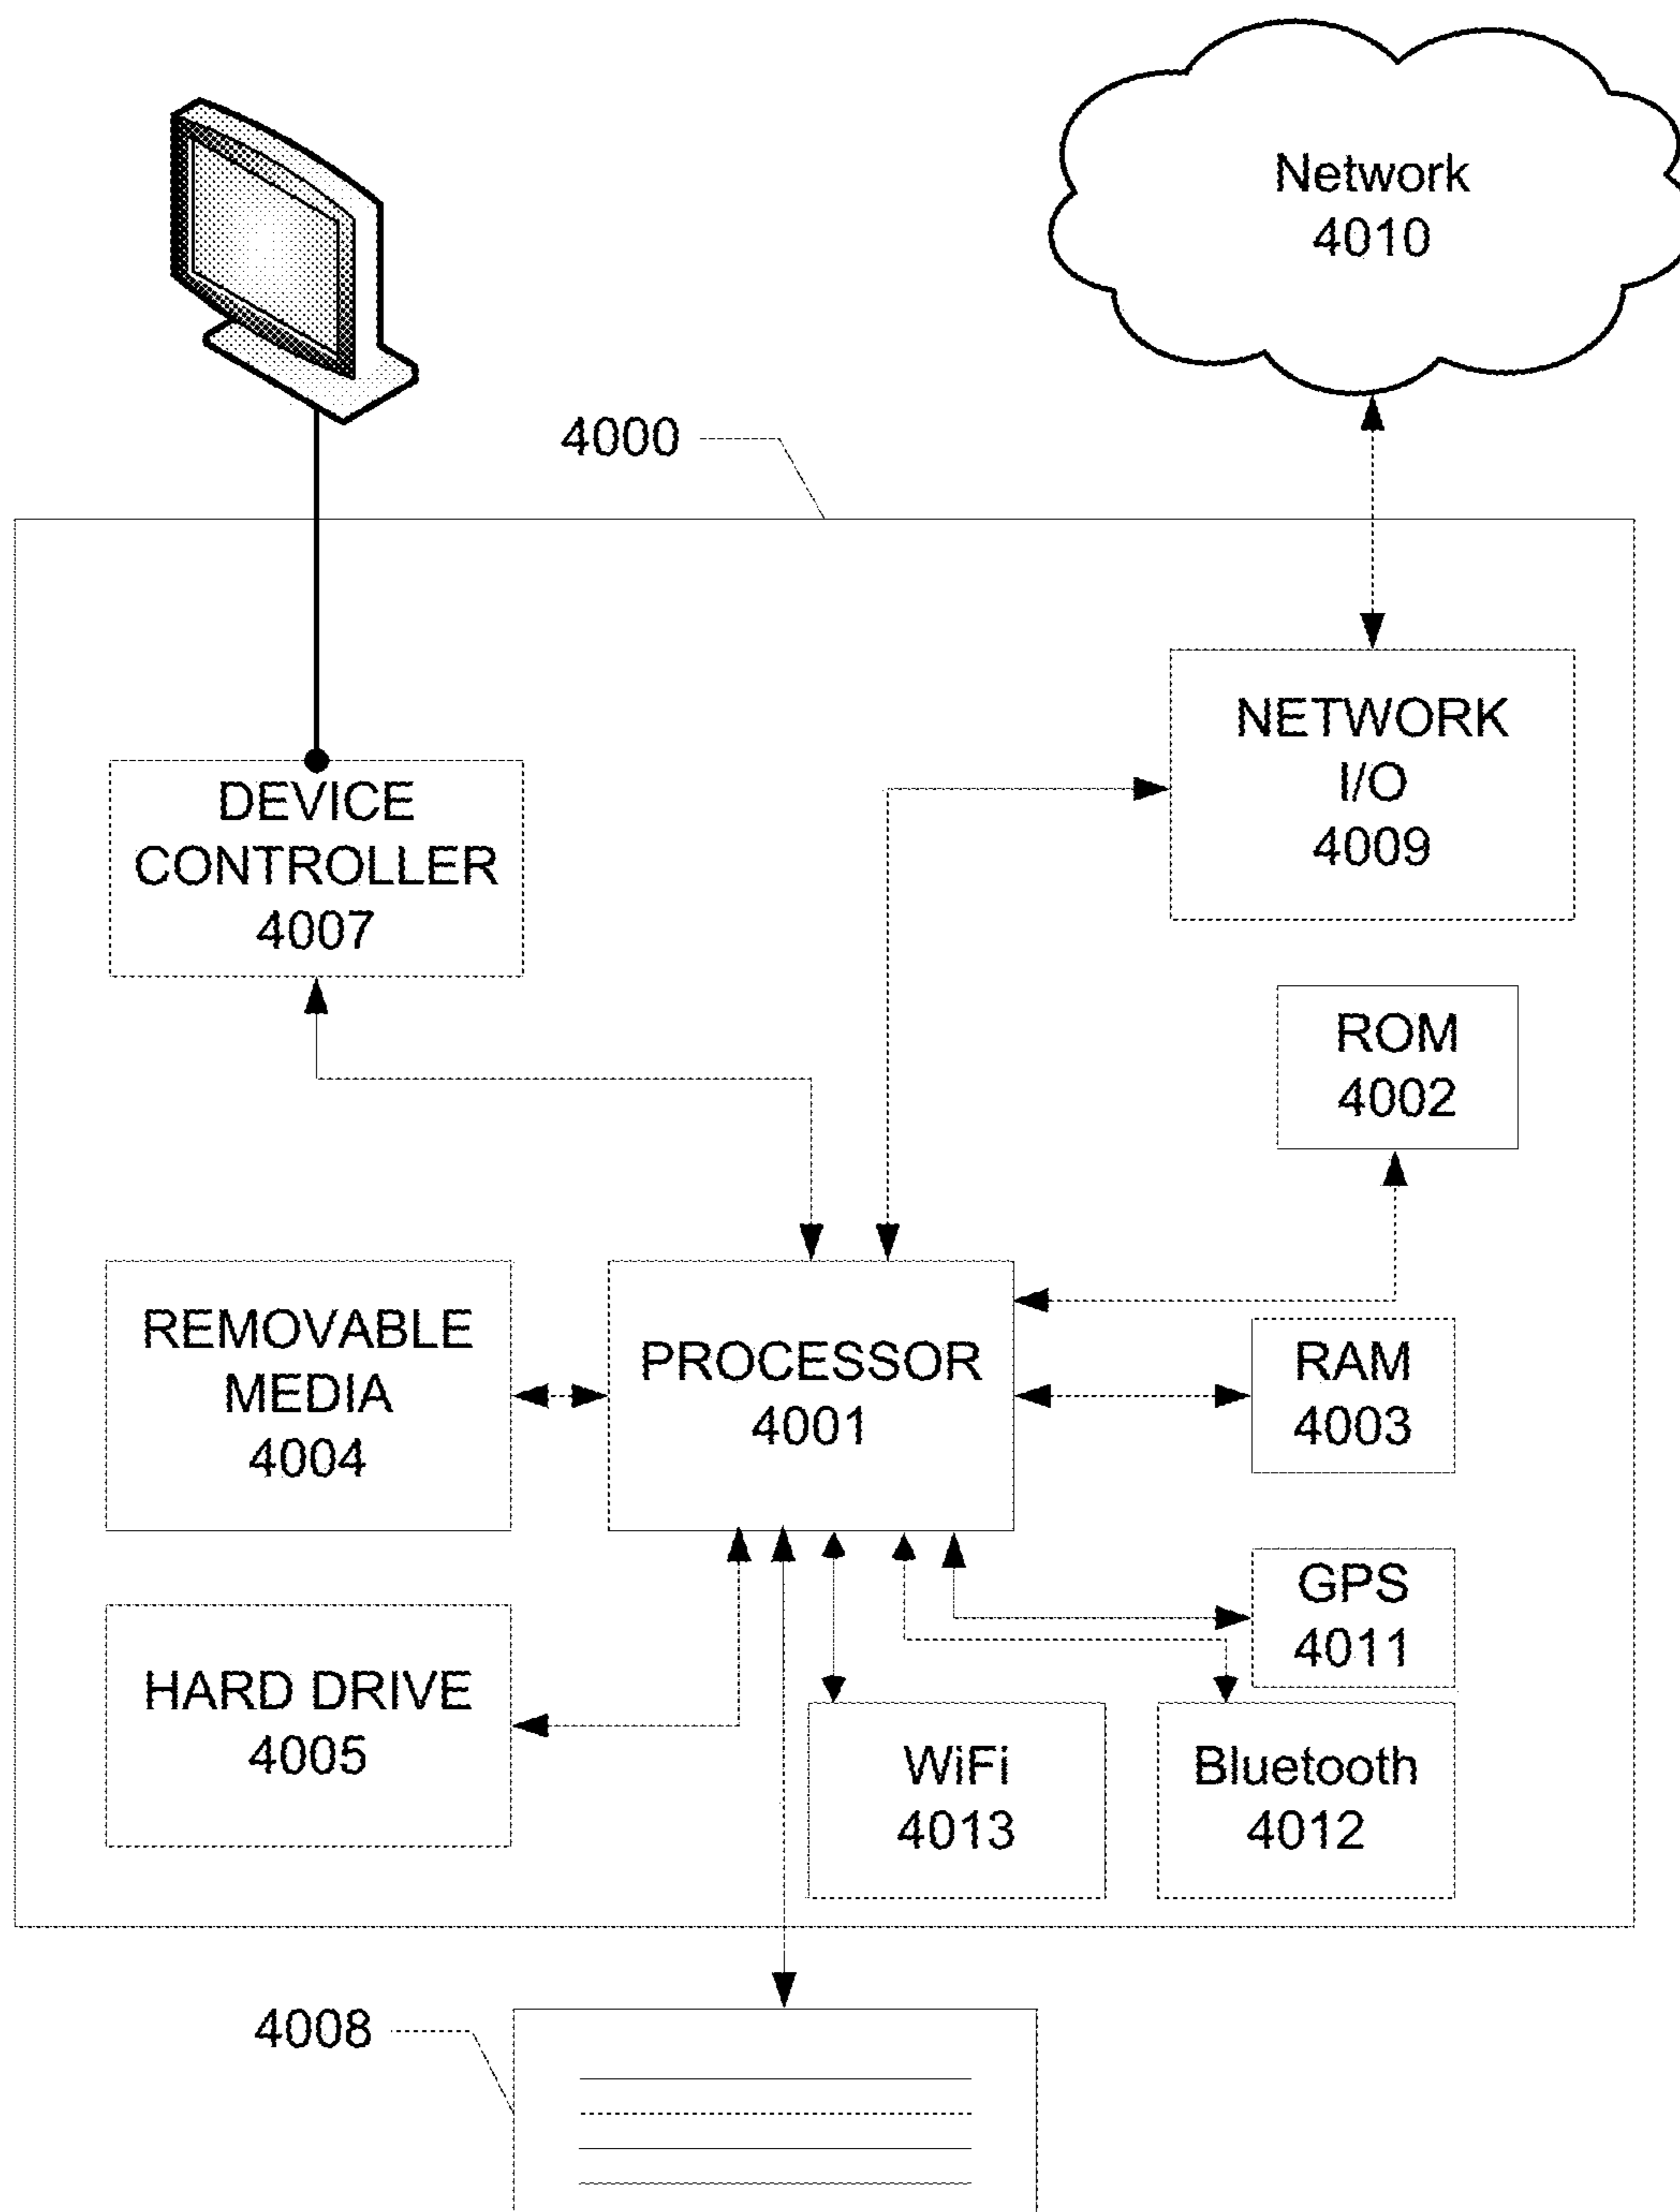 Network
4010
4000
NETWORK
I/O
4009
DEVICE
CONTROLLER
4007
ROM
4002
REMOVABLE
MEDIA
4004
PROCESSOR
4001
RAM
4003
GPS
4011
HARD DRIVE
4005
WiFi
4013
Bluetooth
4012
4008